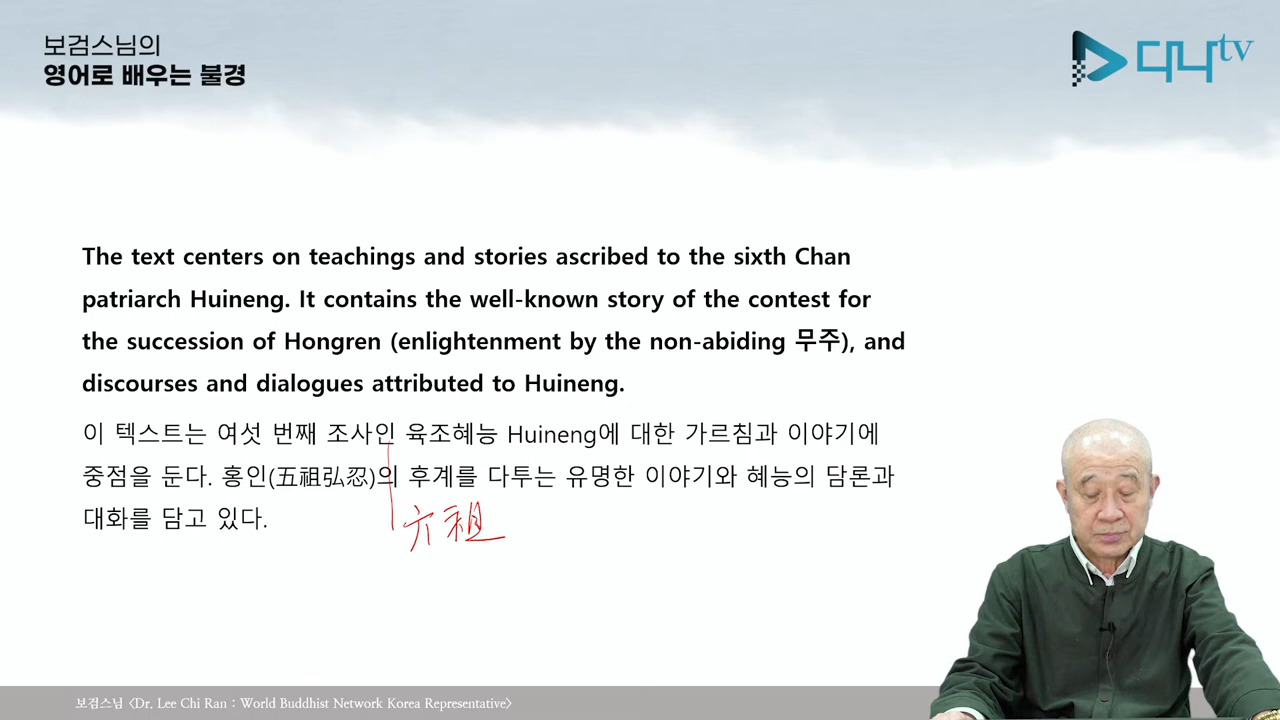 보검스님의
영어로 배우는 불경
디나tv
The text centers on teachings and stories ascribed to the sixth Chan
patriarch Huineng. It contains the well-known story of the contest for
the succession of Hongren (enlightenment by the non-abiding 무주), and
discourses and dialogues attributed to Huineng.
이 텍스트는 여섯 번째 조사인 육조혜능 Huineng에 대한 가르침과 이야기에
중점을 둔다. 홍인(五祖弘忍)의 후계를 다투는 유명한 이야기와 혜능의 담론과
대화를 담고 있다.
六祖
보검스님 <Dr. Lee Chi Ran : World Buddhist Network Korea Representative>